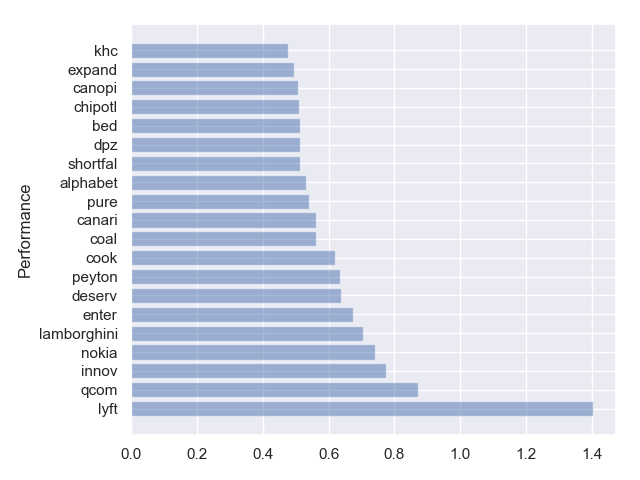 khc
expand
canopi
chipotl
bed
dpz
shortfal
alphabet
pure
canari
coal
cook
peyton
deserv
enter
lamborghini
nokia
innov
qcom
lyft
Performance
0.0 0.2 0.4 0.6 0.8 1.0 1.2 1.4